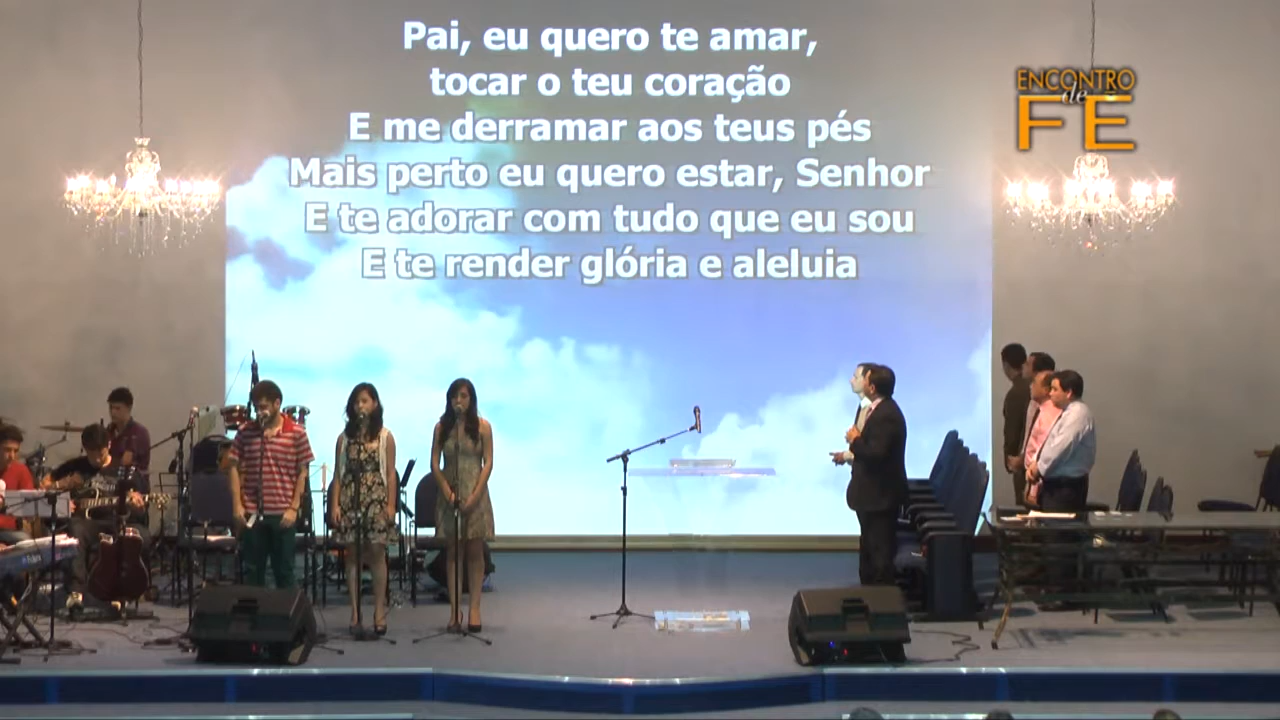 Pai, eu quero te amar,
tocar o teu coração
E me derramar aos teus pés
Mais perto eu quero estar, Senhor
E te adorar com tudo que eu sou
E te render glória e aleluia
ENCONTRO
de
FÉ